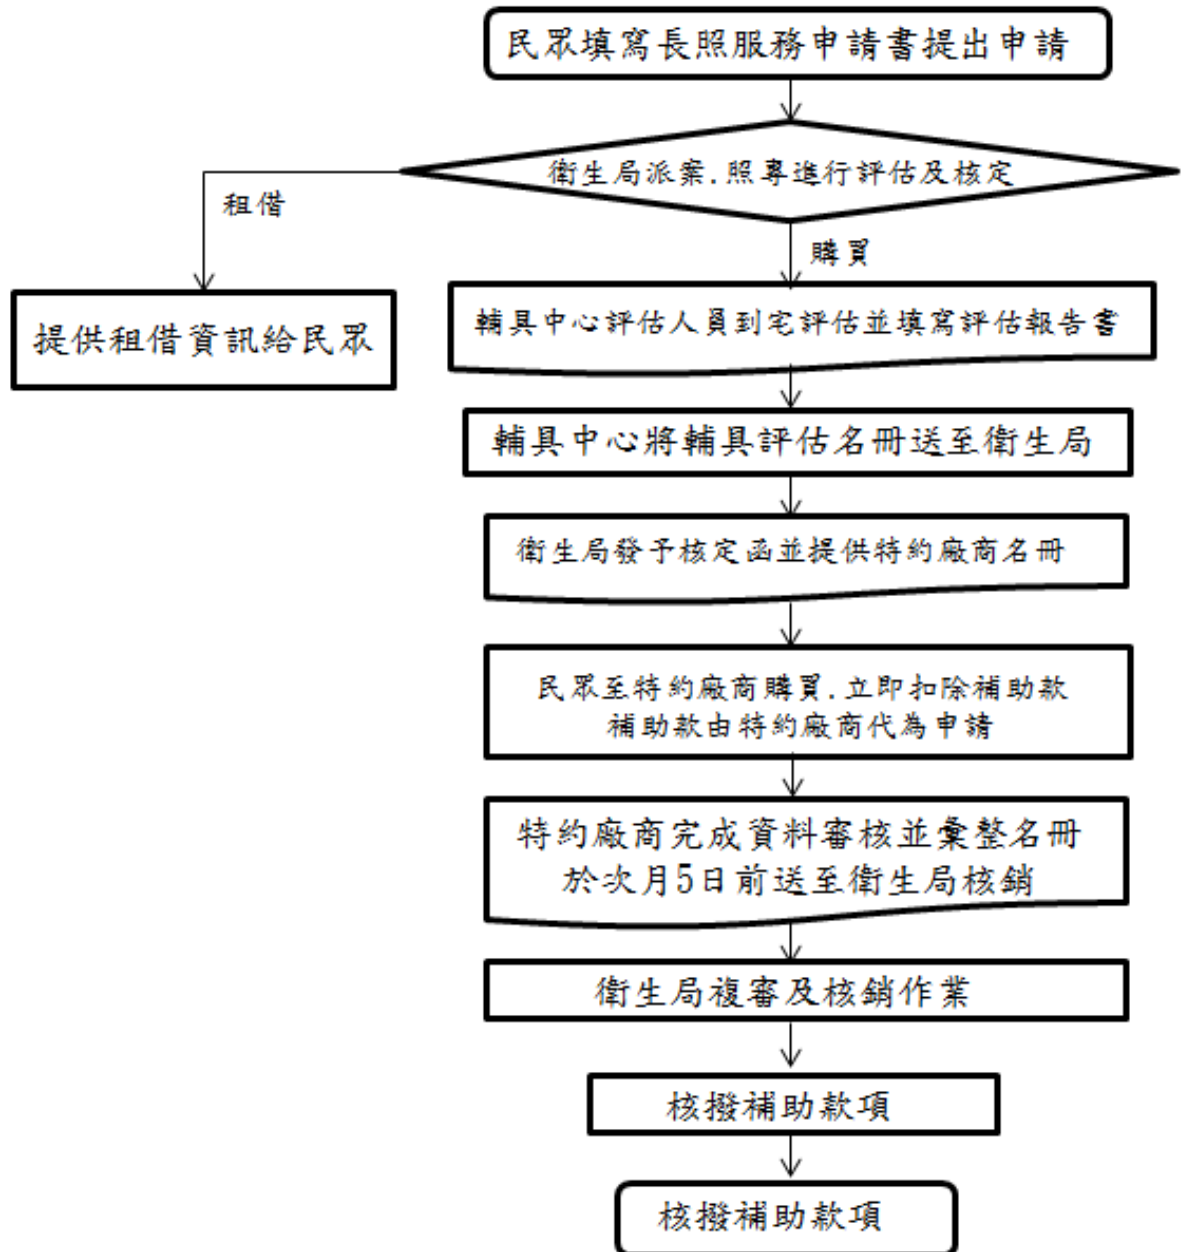 民眾填寫長照服務申請書提出申請
衛生局派案.照專進行評估及核定
租借
購買
提供租借資訊給民眾
輔具中心評估人員到宅評估並填寫評估報告書
輔具中心將輔具評估名冊送至衛生局
衛生局發予核定函並提供特約廠商名冊
民眾至特約廠商購買.立即扣除補助款
補助款由特約廠商代為申請
特約廠商完成資料審核並彙整名冊
於次月5日前送至衛生局核銷
衛生局複審及核銷作業
核撥補助款項
核撥補助款項